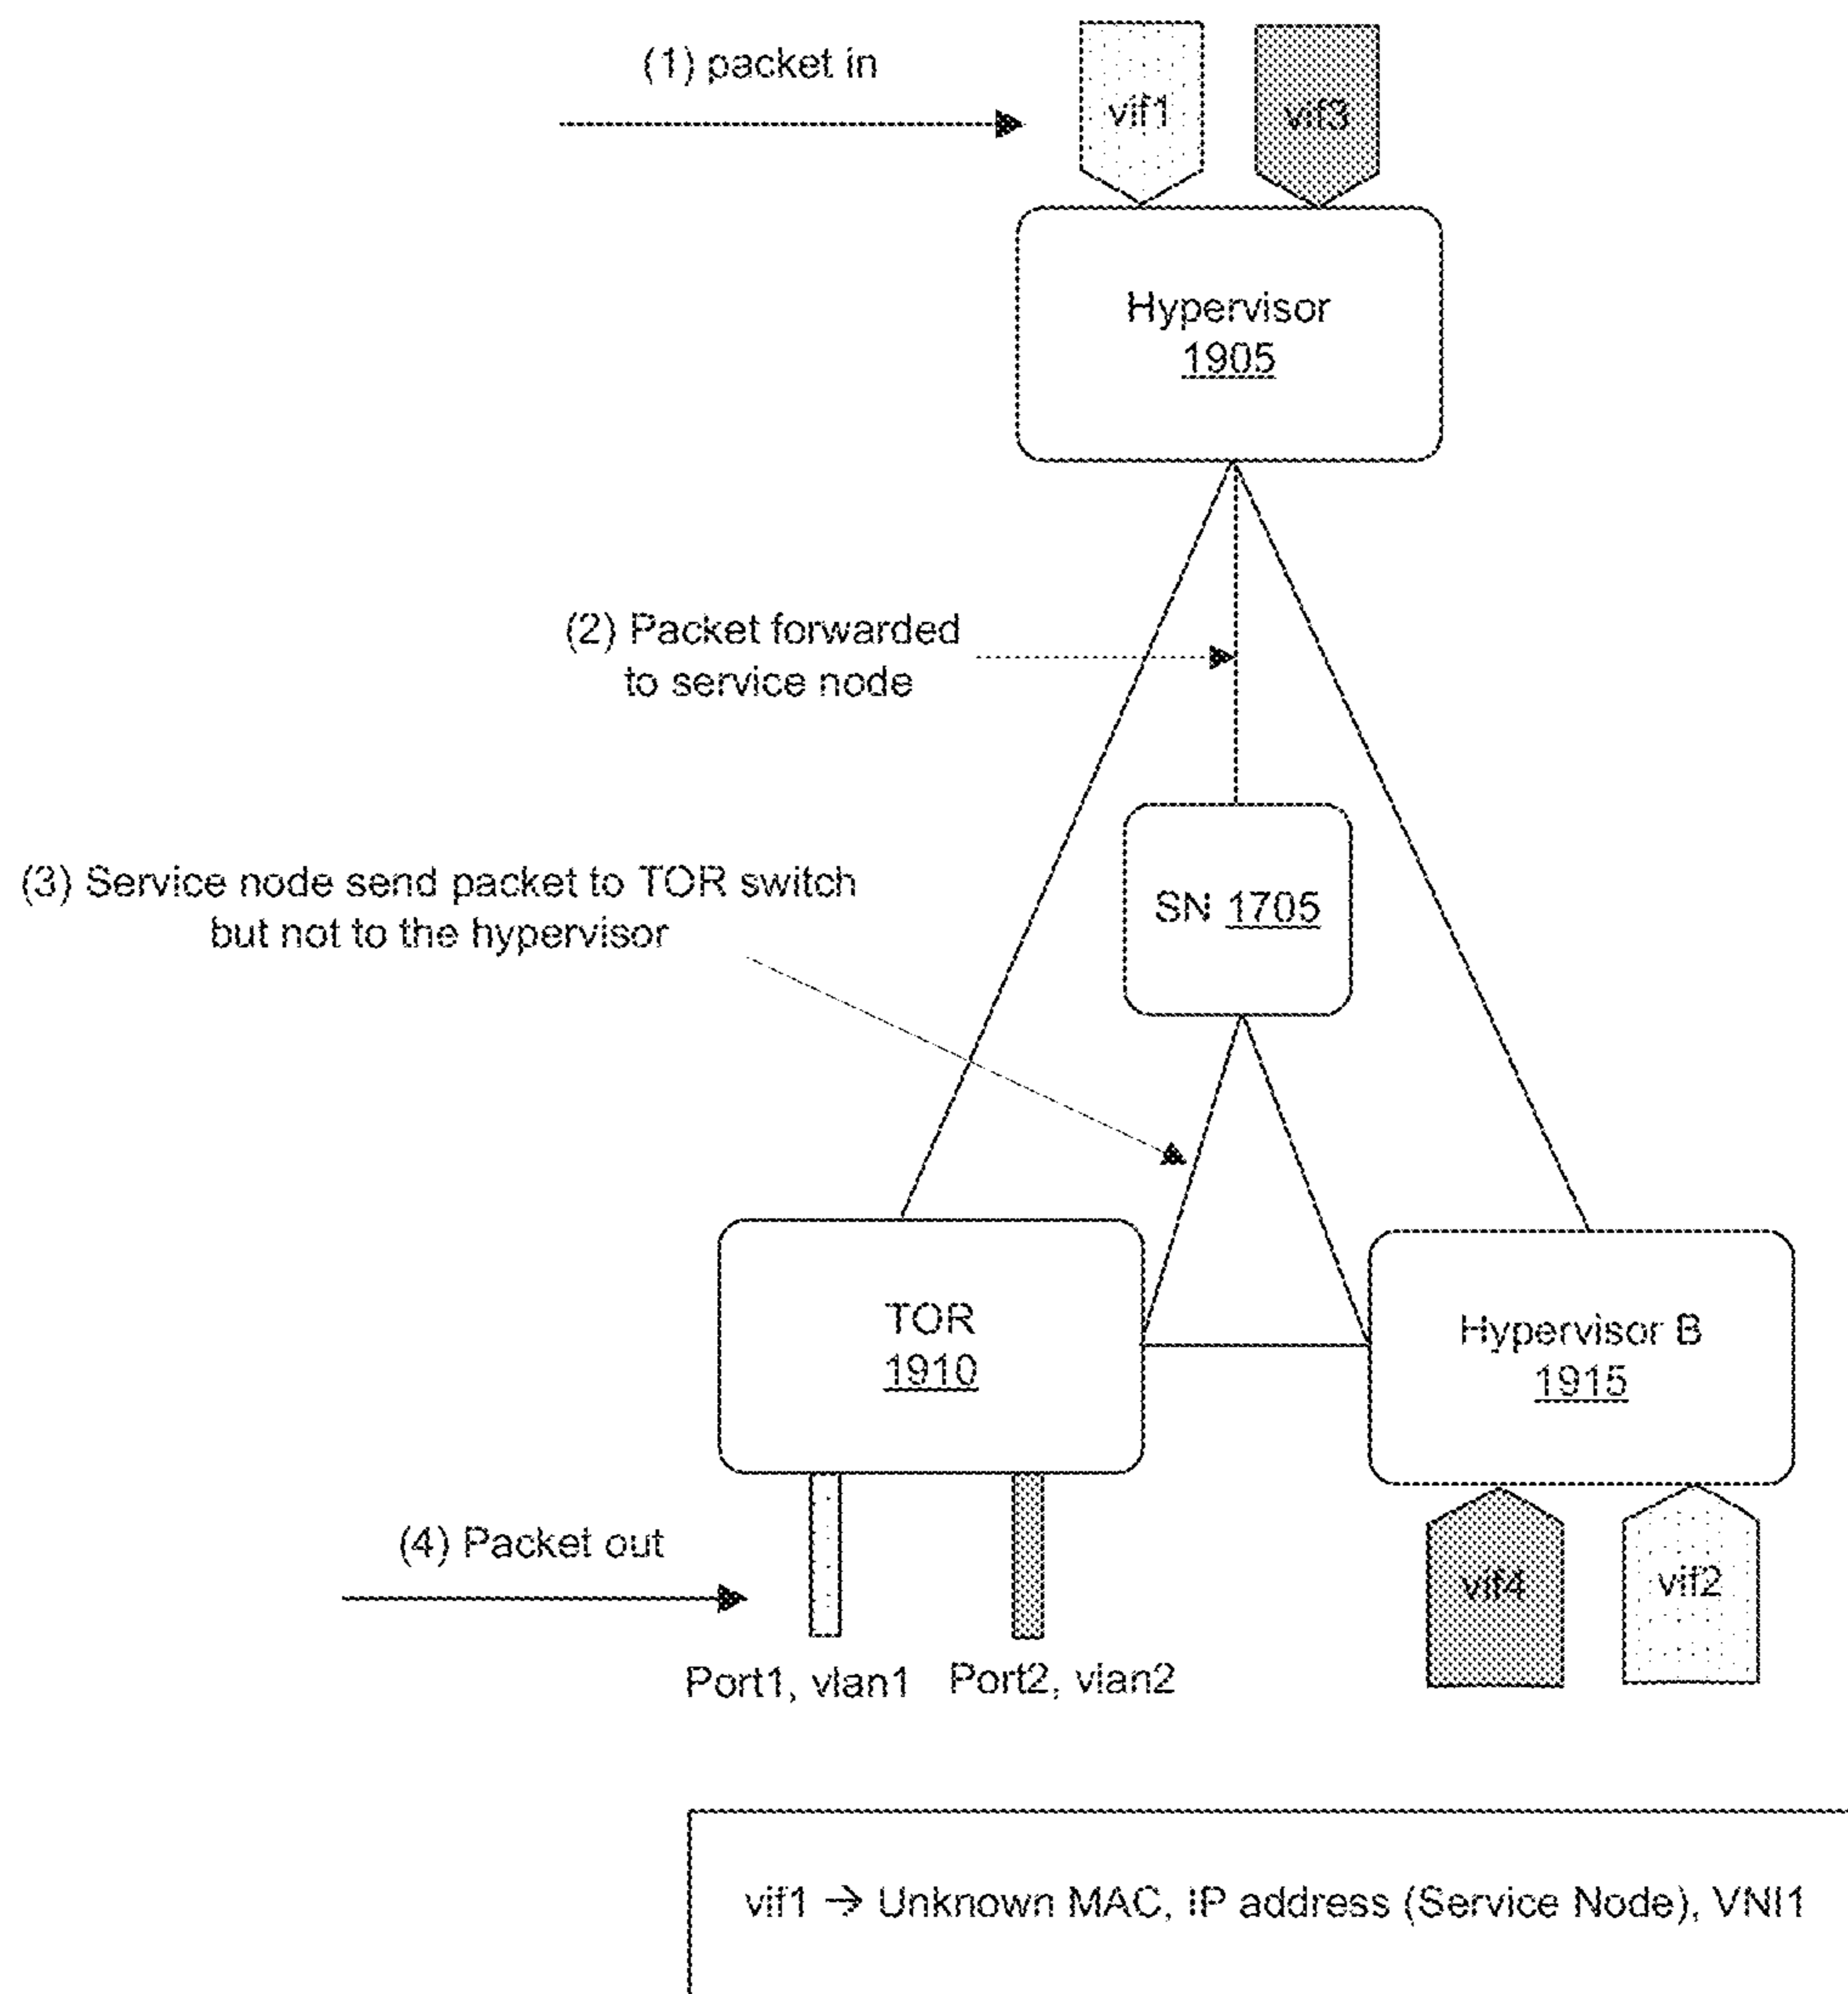 (1) packet in
vif1
vif3
Hypervisor
1905
(2) Packet forwarded
to service node
(3) Service node send packet to TOR switch
but not to the hypervisor
SN 1705
TOR
1910
Hypervisor B
1915
(4) Packet out
vif4
vif2
Port1, vlan1
Port2, vlan2
vif1 → Unknown MAC, IP address (Service Node), VNI1